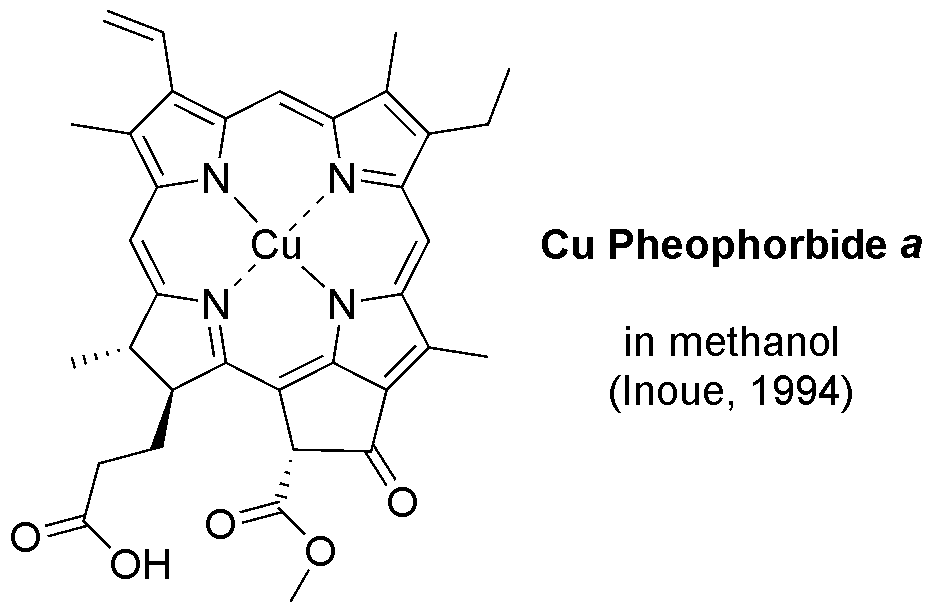 N
N
Cu
Cu Pheophorbide a
N
N
in methanol
(Inoue, 1994)
O
O
O
O
OH